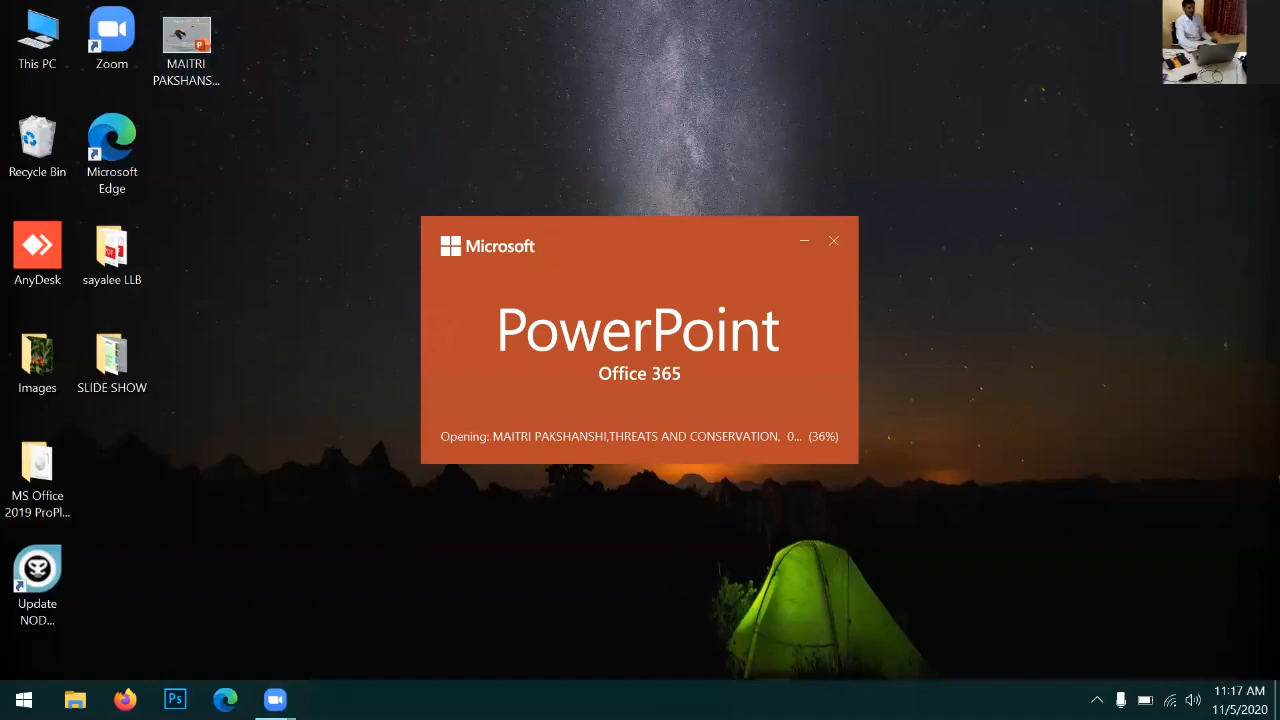 This PC
Zoom
MAITRI
PAKSHANS...
Recycle Bin
Microsoft
Edge
AnyDesk
sayalee LLB
Images
SLIDE SHOW
MS Office
2019 ProPl...
Update
NOD...
Microsoft
PowerPoint
Office 365
Opening: MAITRI PAKSHANSHI,THREATS AND CONSERVATION,  0...  (36%)
Ps
11:17 AM
11/5/2020